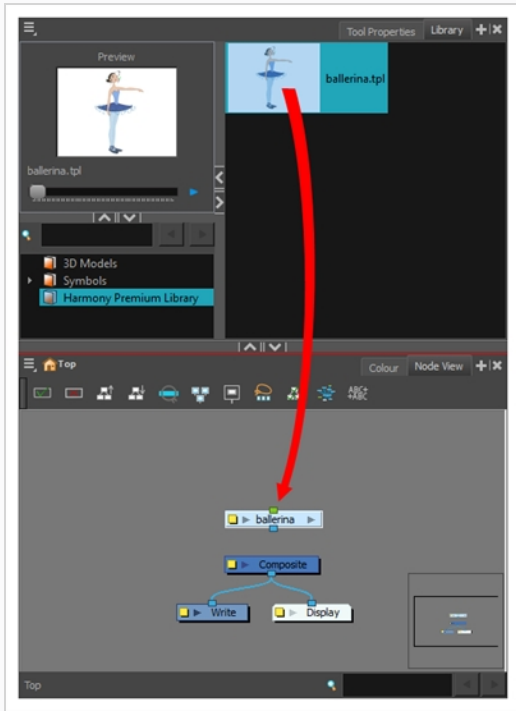 Tool Properties
Library
Preview
ballerina.tpl
ballerina.tpl
3D Models
Symbols
Harmony Premium Library
Top
Colour
Node View
ABC+
+ABC
ballerina
Composite
Write
Display
Top